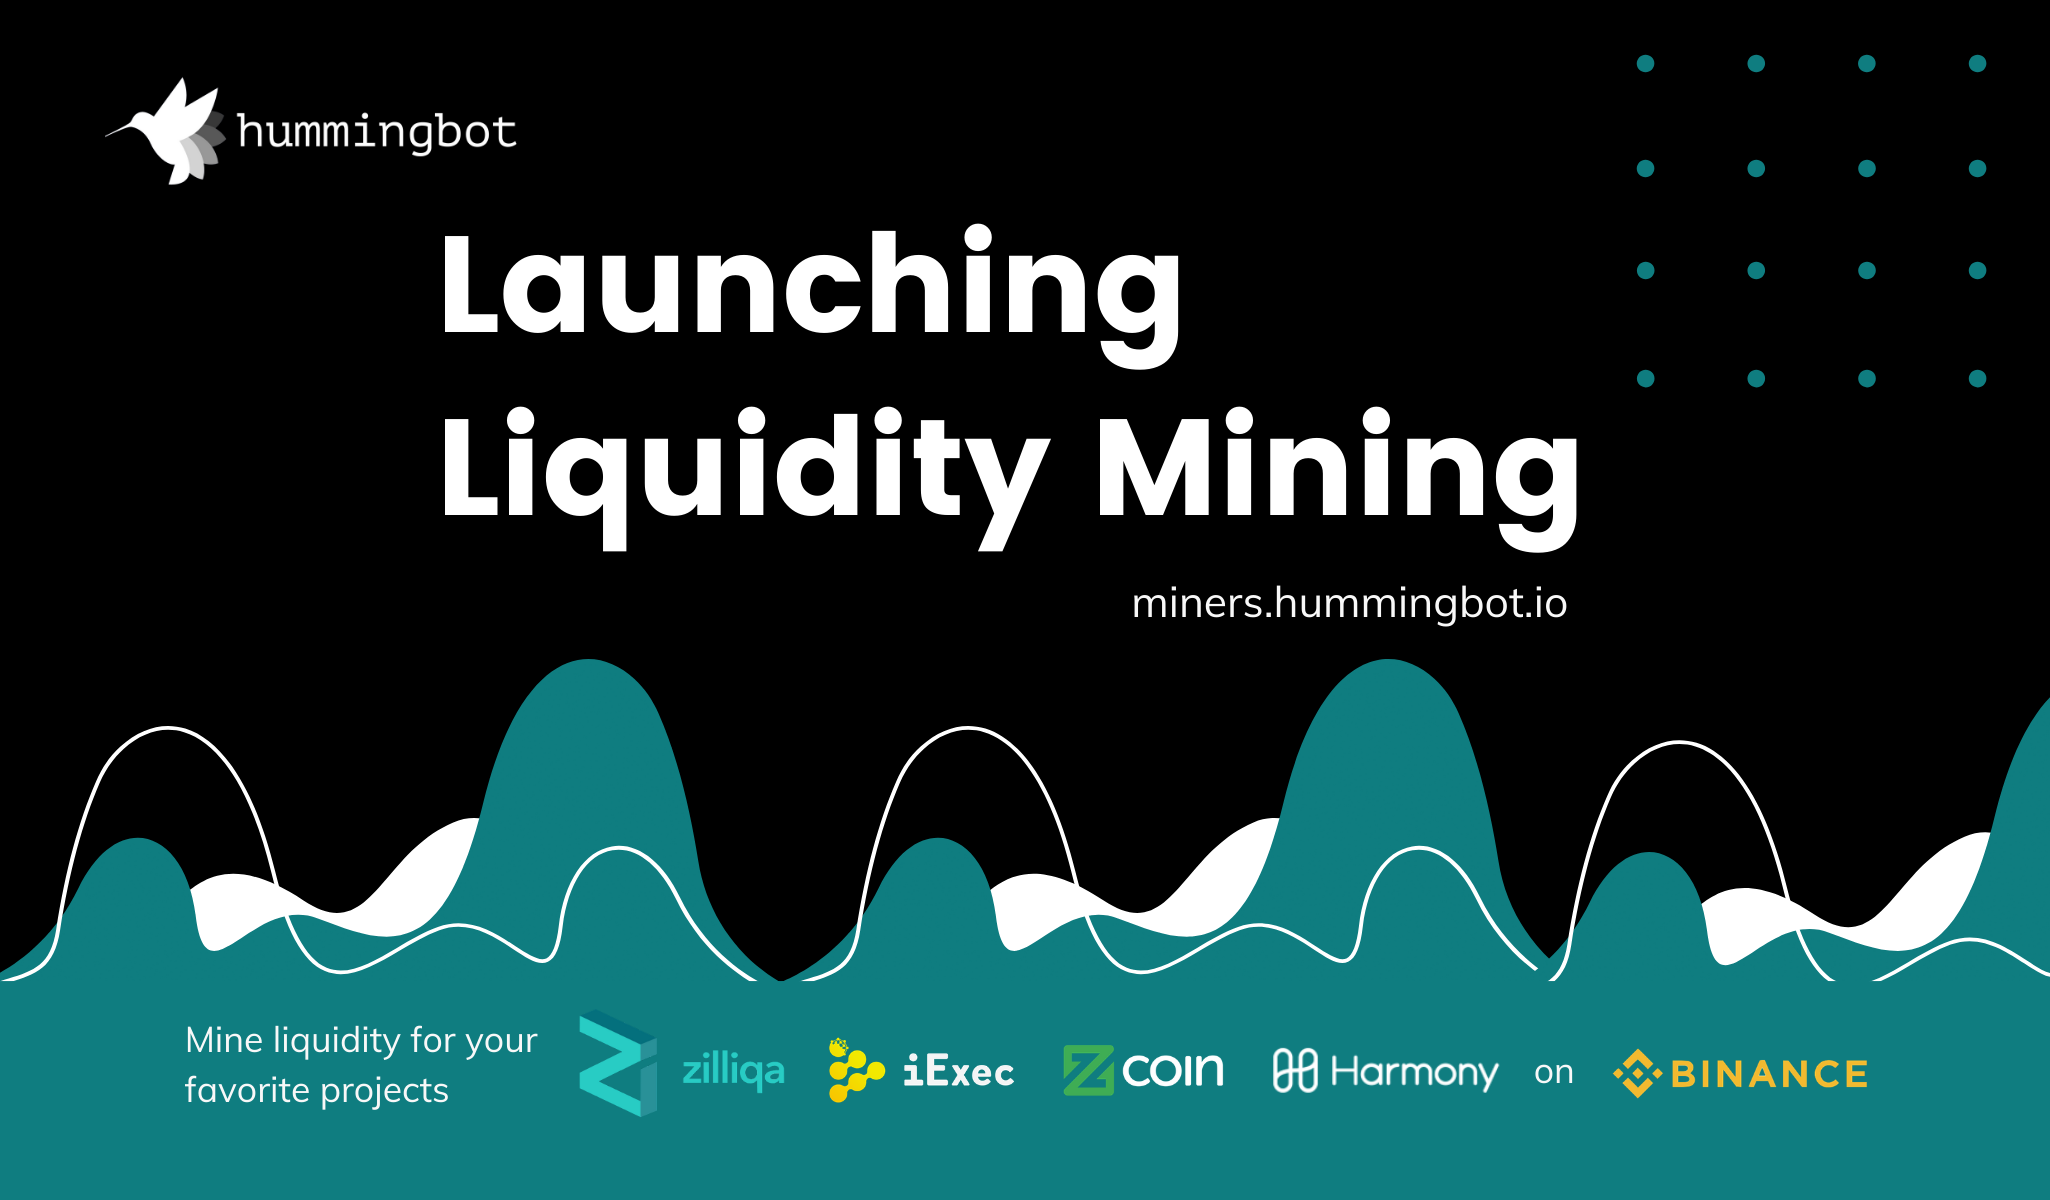 hummingbot
Launching
Liquidity Mining
miners.hummingbot.io
Mine liquidity for your
favorite projects
zilliqa
iExec
coin
Harmony
on
BINANCE